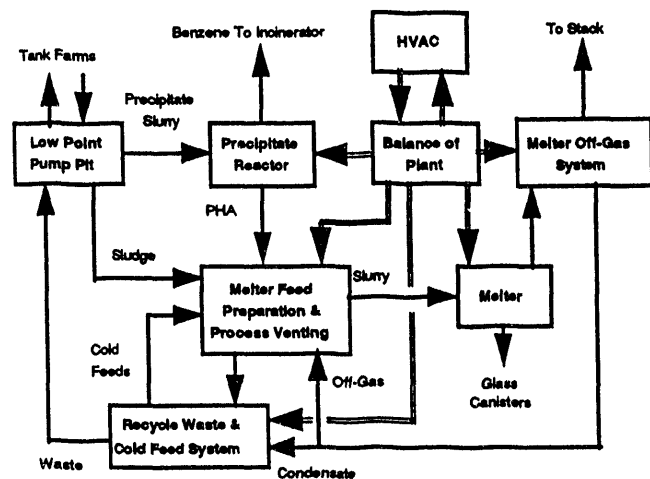 Benzene To Incinerator
HVAC
To Stack
Tank Farms
Precipitate
Slurry
Low Point
Pump Pit
Precipitate
Reactor
Balance of
Plant
Melter Off-Gas
System
PHA
Sludge
Slurry
Melter Feed
Preparation &
Process Venting
Melter
Cold
Feeds
Off-Gas
Glass
Canisters
Recycle Waste &
Cold Feed System
Waste
Condensate